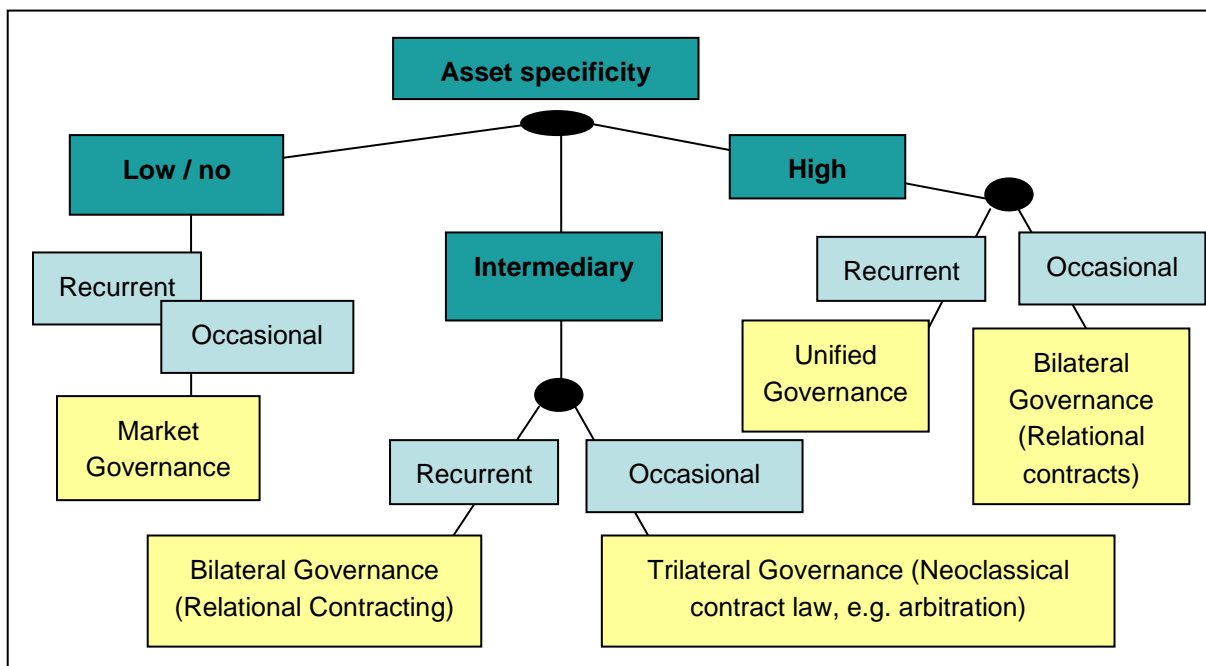 Asset specificity
Low / no
High
Intermediary
Recurrent
Occasional
Recurrent
Occasional
Market
Governance
Unified
Governance
Bilateral
Governance
(Relational
contracts)
Recurrent
Occasional
Bilateral Governance
(Relational Contracting)
Trilateral Governance (Neoclassical
contract law, e.g. arbitration)